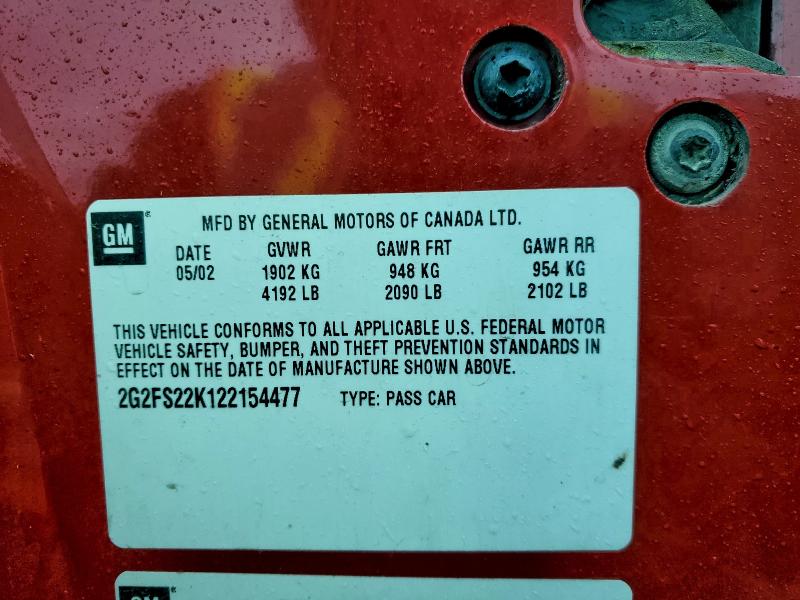 GM® MFD BY GENERAL MOTORS OF CANADA LTD.
DATE GVWR GAWR FRT GAWR RR
05/02 1902 KG 948 KG 954 KG
4192 LB 2090 LB 2102 LB
THIS VEHICLE CONFORMS TO ALL APPLICABLE U.S. FEDERAL MOTOR
VEHICLE SAFETY, BUMPER, AND THEFT PREVENTION STANDARDS IN
EFFECT ON THE DATE OF MANUFACTURE SHOWN ABOVE.
2G2FS22K122154477 TYPE: PASS CAR
GM